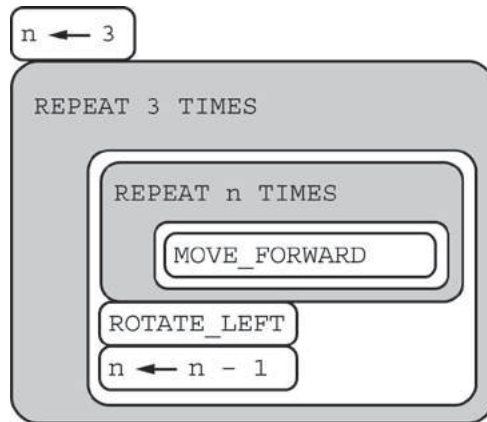 n ← 3
REPEAT 3 TIMES
REPEAT n TIMES
MOVE_FORWARD
ROTATE_LEFT
n ← n - 1